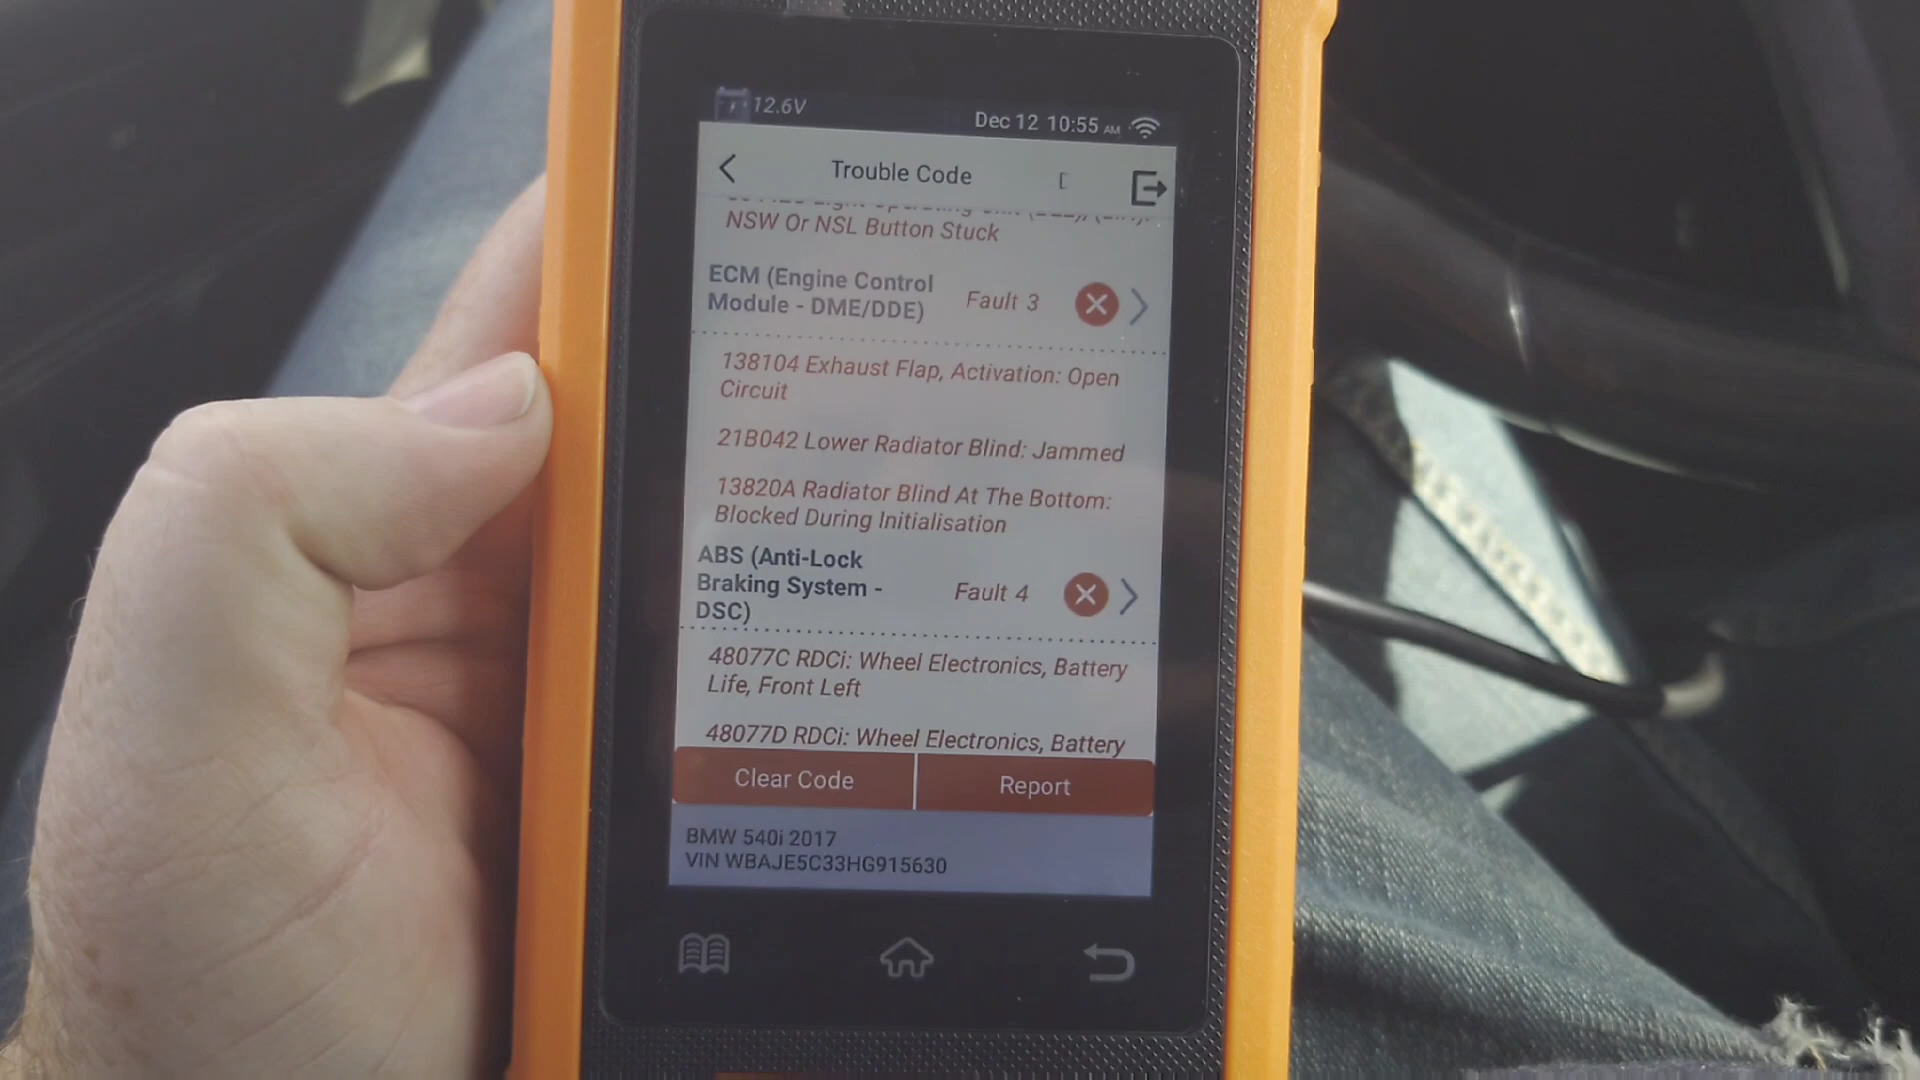 12.6V
Dec 12 10:55 AM
Trouble Code
NSW Or NSL Button Stuck
ECM (Engine Control
Module - DME/DDE)
Fault 3
138104 Exhaust Flap, Activation: Open
Circuit
21B042 Lower Radiator Blind: Jammed
13820A Radiator Blind At The Bottom:
Blocked During Initialisation
ABS (Anti-Lock
Braking System -
DSC)
Fault 4
48077C RDCi: Wheel Electronics, Battery
Life, Front Left
48077D RDCi: Wheel Electronics, Battery
Clear Code
Report
BMW 540i 2017
VIN WBAJE5C33HG915630